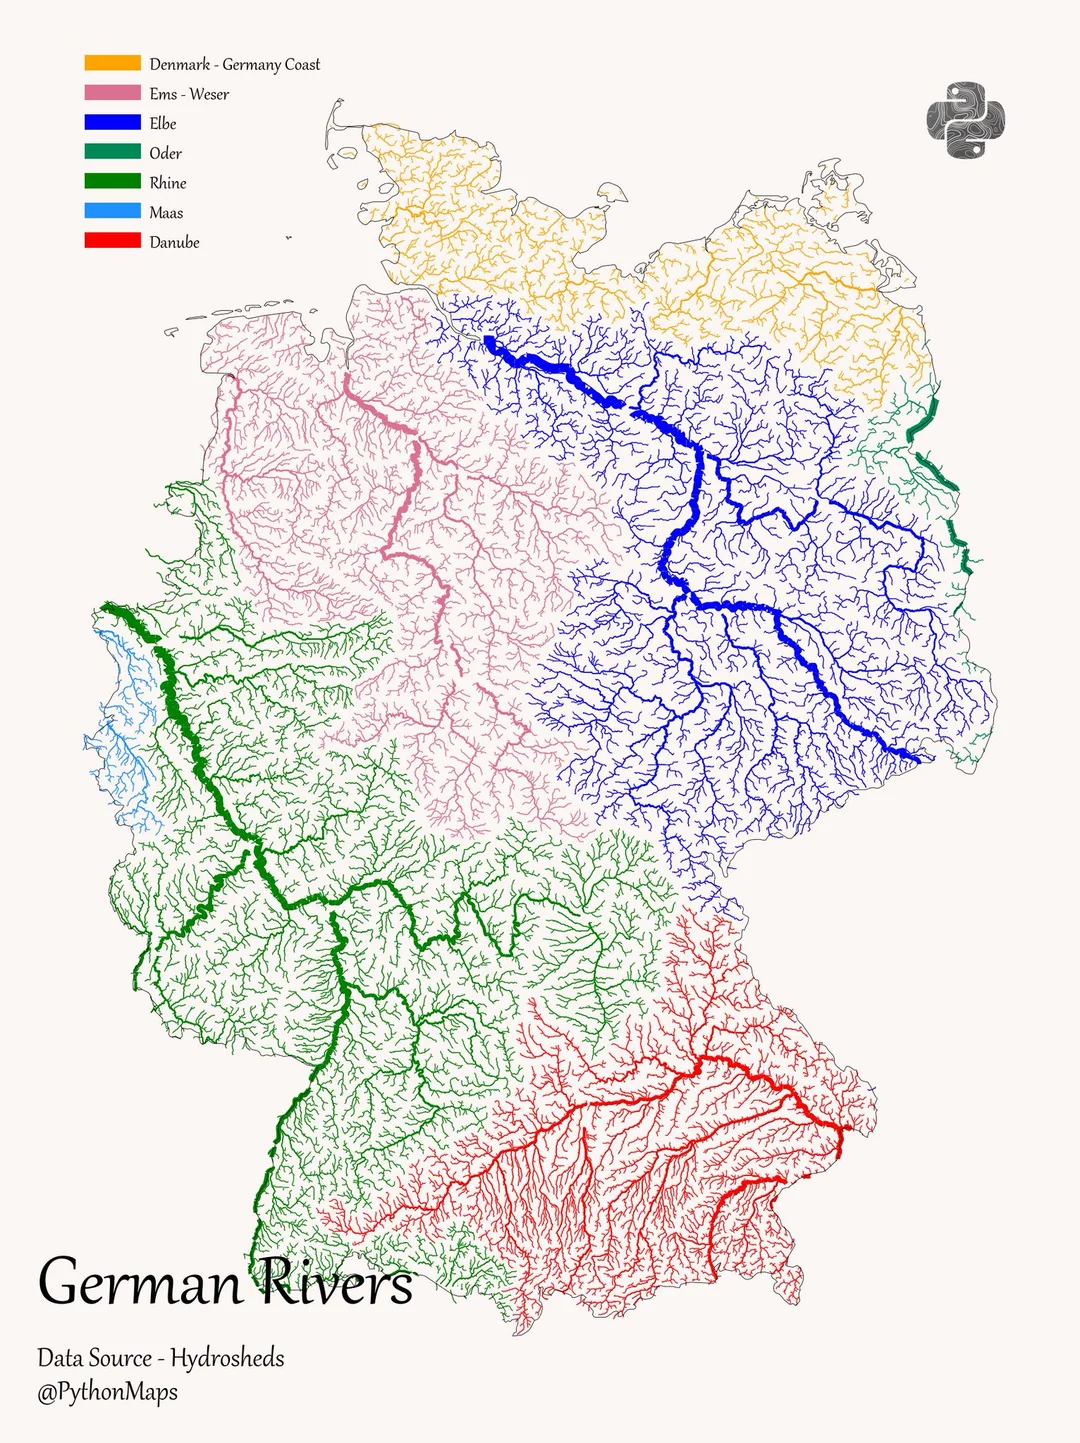 Denmark - Germany Coast
Ems - Weser
Elbe
Oder
Rhine
Maas
Danube
German Rivers
Data Source - Hydrosheds
@PythonMaps